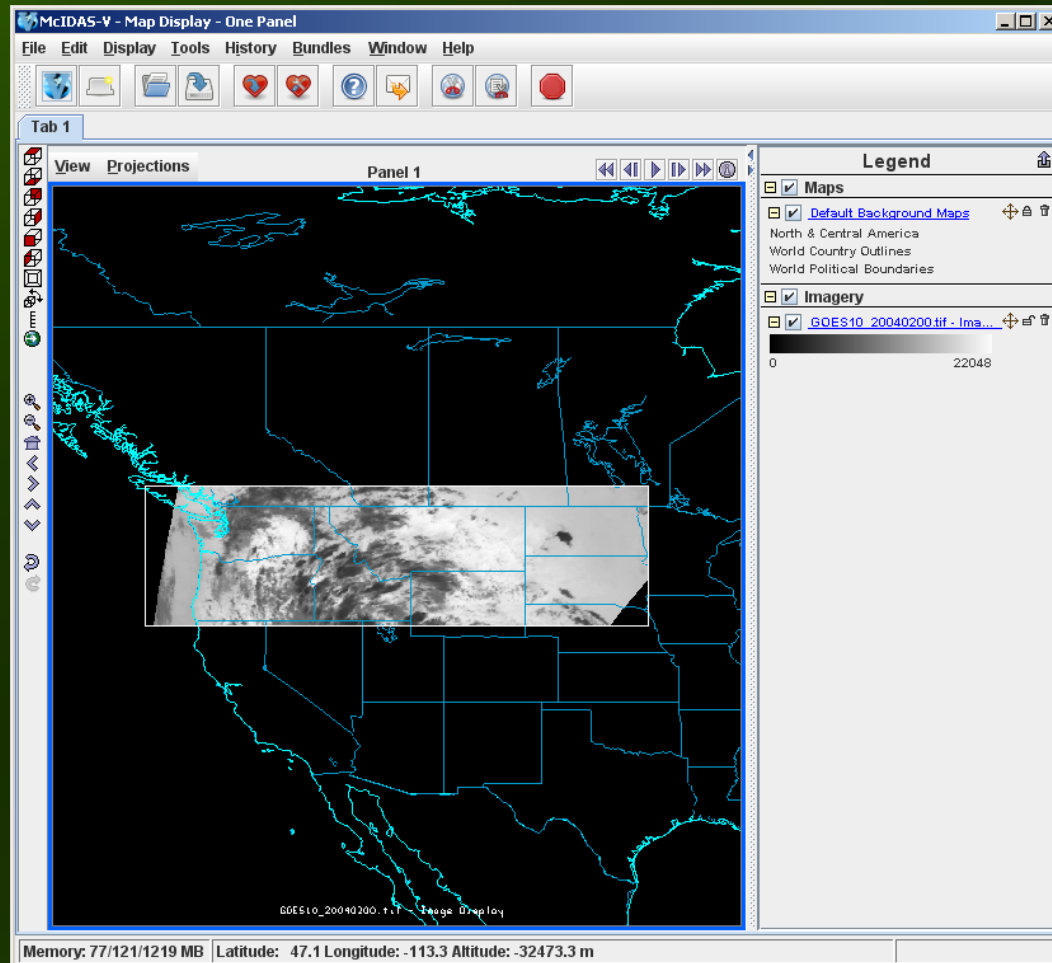 McIDAS-V - Map Display - One Panel
File Edit Display Tools History Bundles Window Help
Tab 1
View Projections Panel 1
Legend
Maps
Default Background Maps
North & Central America
World Country Outlines
World Political Boundaries
Imagery
GOES10_20040200.tif - Ima...
0 22048
GOES10_20040200.tif - Image Display
Memory: 77/121/1219 MB Latitude: 47.1 Longitude: -113.3 Altitude: -32473.3 m